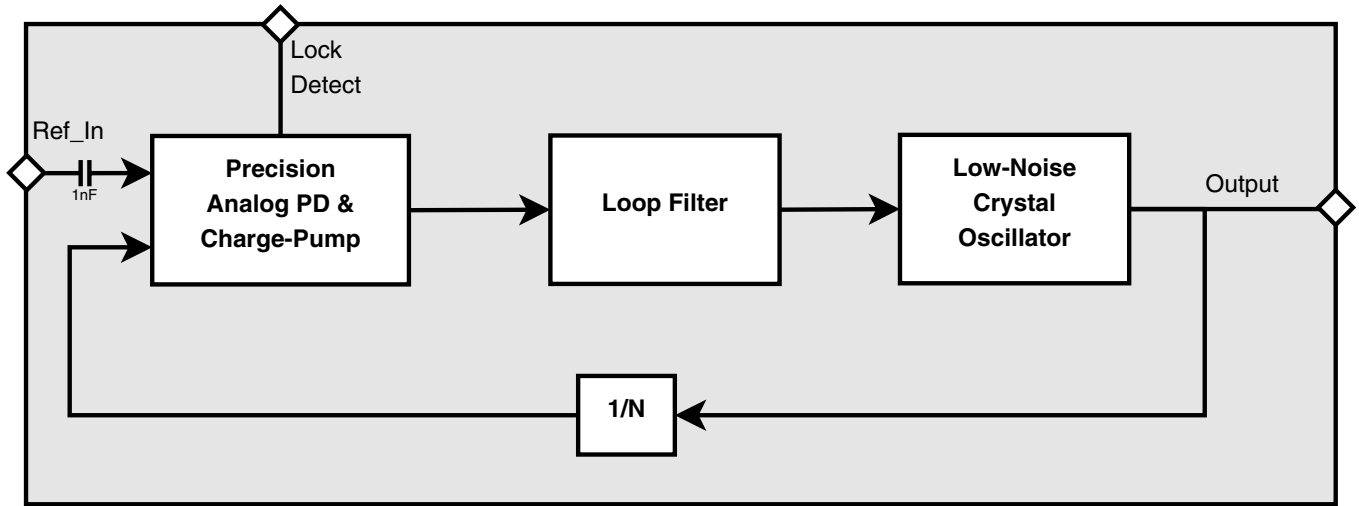 Lock
Detect
Ref_In
1nF
Precision
Analog PD &
Charge-Pump
Loop Filter
Low-Noise
Crystal
Oscillator
Output
1/N